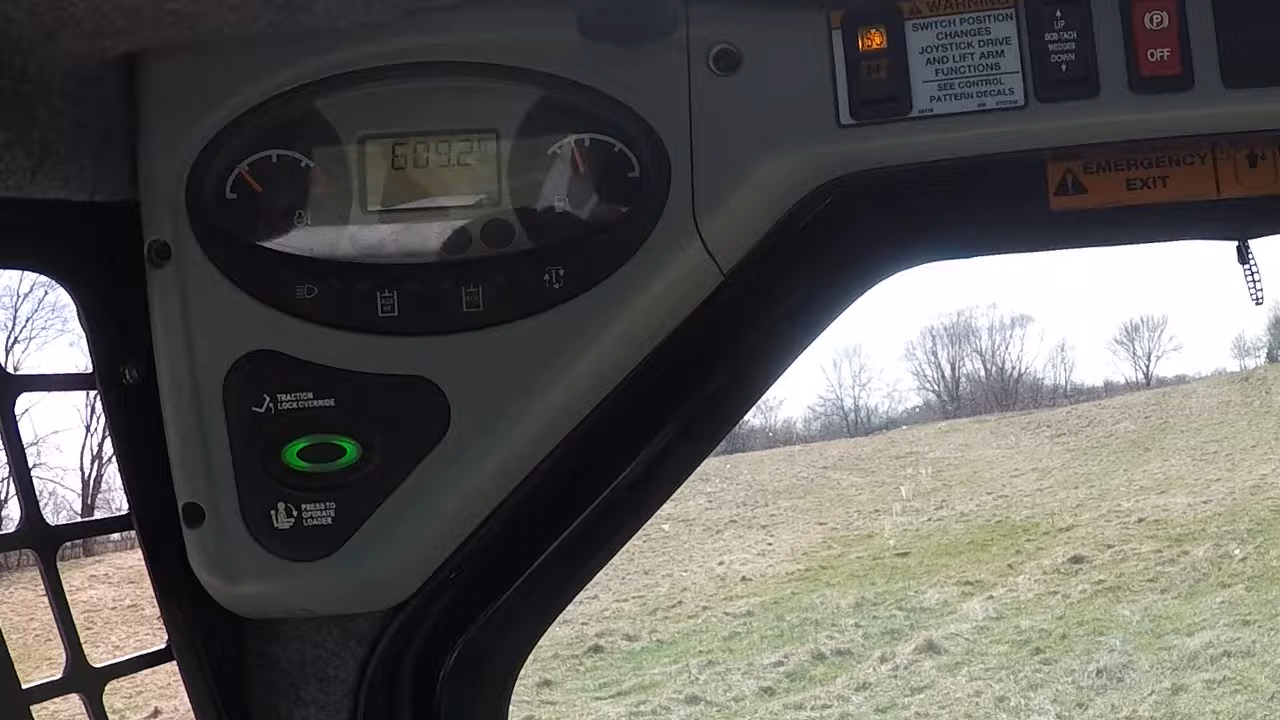 WARNING
SWITCH POSITION
CHANGES
JOYSTICK DRIVE
AND LIFT ARM
FUNCTIONS
SEE CONTROL
PATTERN DECALS
UP
BOB-TACH
WEDGES
DOWN
OFF
EMERGENCY
EXIT
609.2
TRACTION
LOCK OVERRIDE
PRESS TO
OPERATE
LOADER